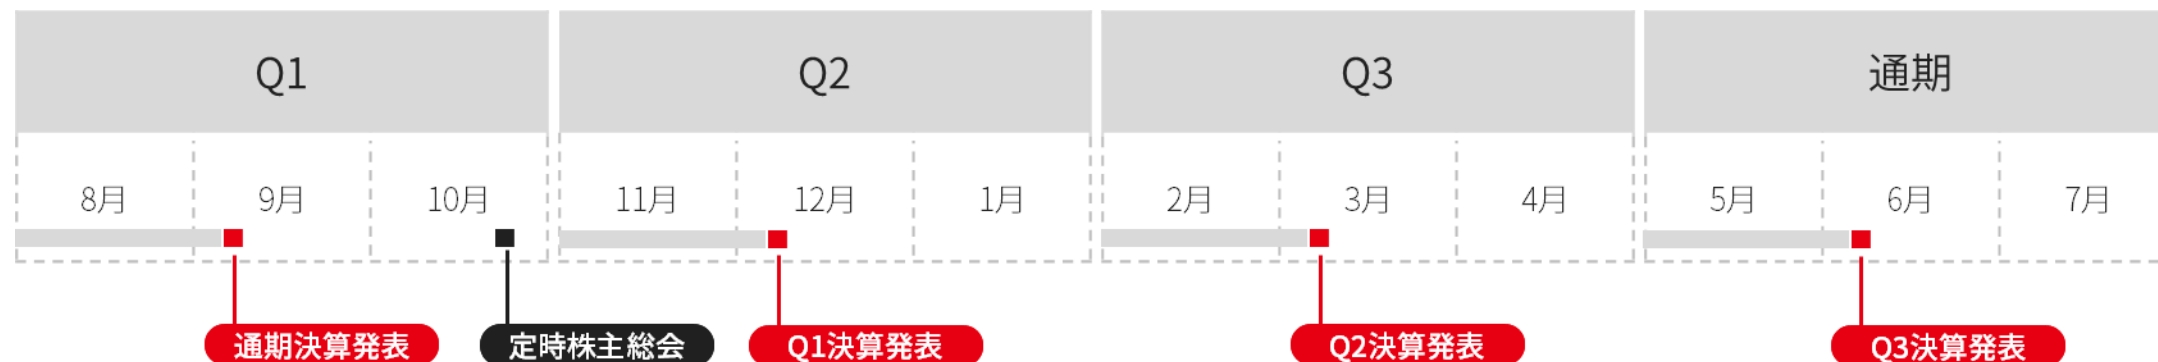 Q1 Q2 Q3 通期
8月 9月 10月 11月 12月 1月 2月 3月 4月 5月 6月 7月
通期決算発表 定時株主総会 Q1決算発表 Q2決算発表 Q3決算発表